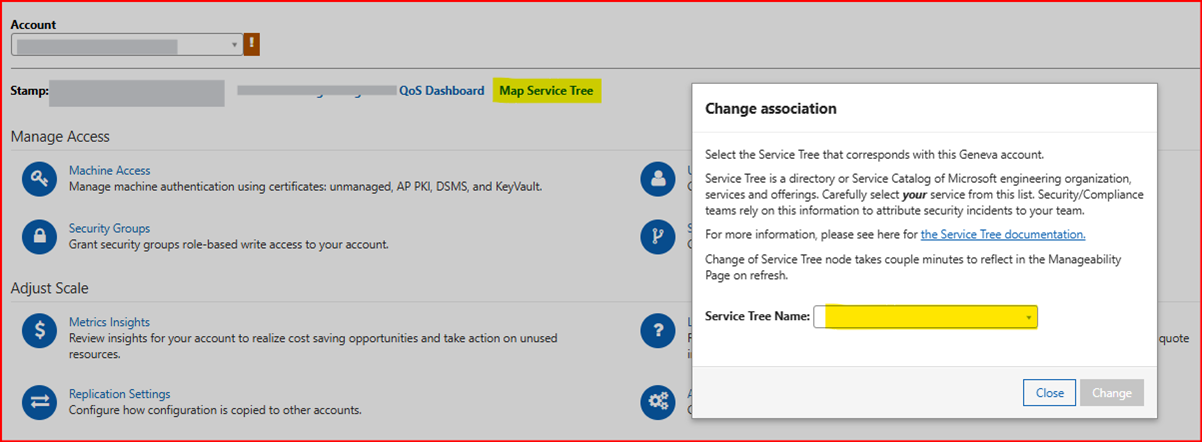 Account
!
Stamp:
QoS Dashboard
Map Service Tree
Manage Access
Machine Access
Manage machine authentication using certificates: unmanaged, AP PKI, DSMS, and KeyVault.
Security Groups
Grant security groups role-based write access to your account.
Adjust Scale
Metrics Insights
Review insights for your account to realize cost saving opportunities and take action on unused
resources.
Replication Settings
Configure how configuration is copied to other accounts.
quote
Change association
Select the Service Tree that corresponds with this Geneva account.
Service Tree is a directory or Service Catalog of Microsoft engineering organization,
services and offerings. Carefully select your service from this list. Security/Compliance
teams rely on this information to attribute security incidents to your team.
For more information, please see here for the Service Tree documentation.
Change of Service Tree node takes couple minutes to reflect in the Manageability
Page on refresh.
Service Tree Name:
Close
Change